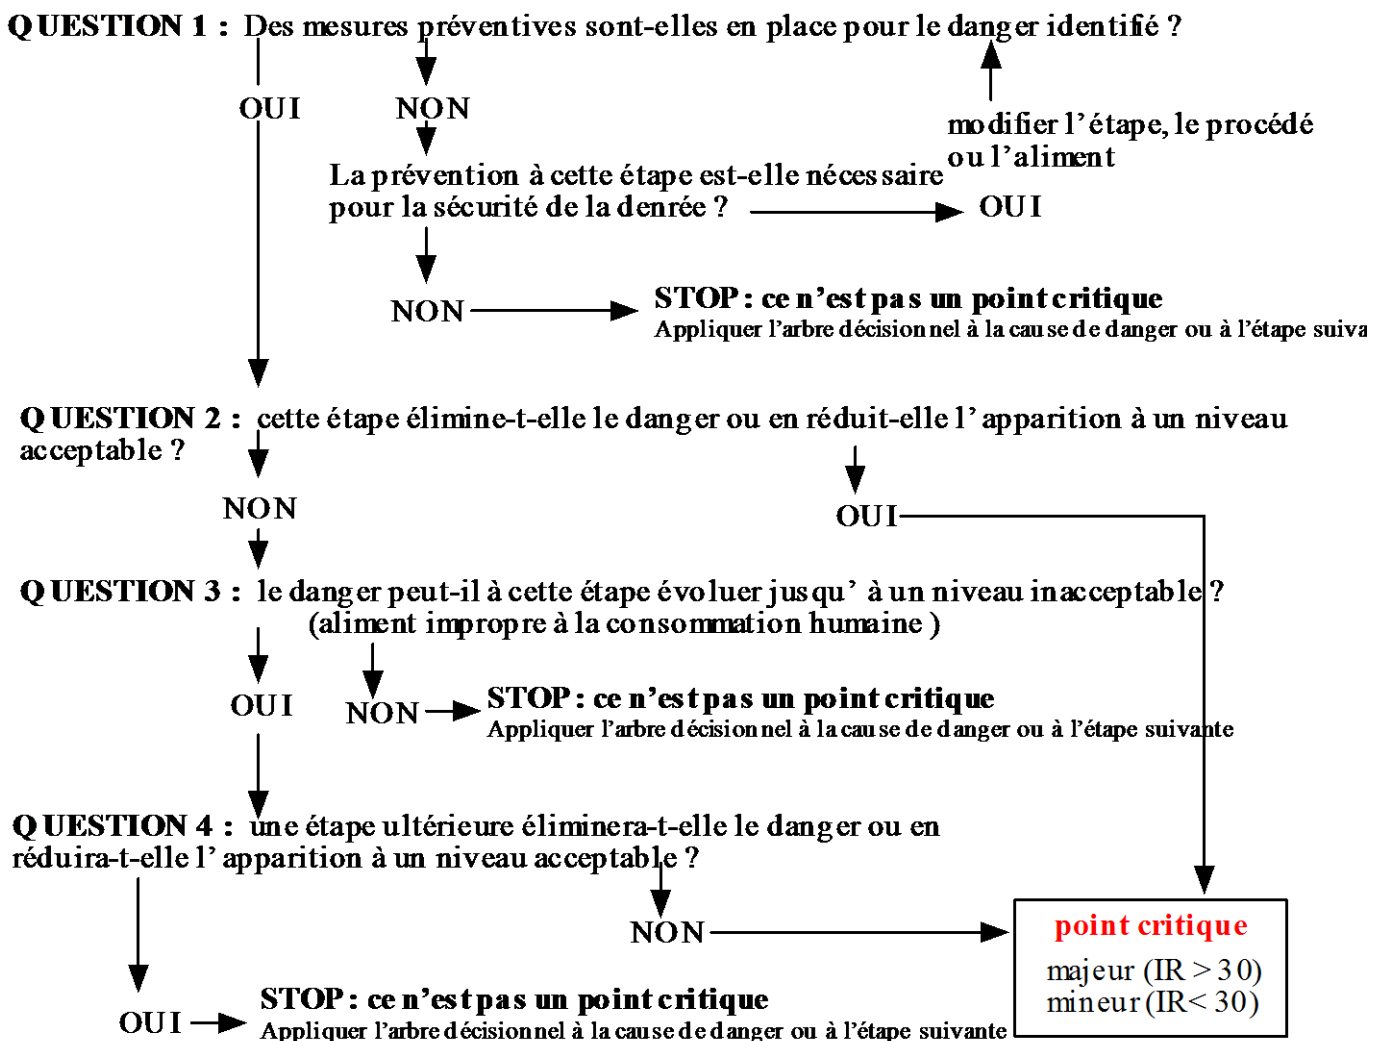 QUESTION 1 : Des mesures préventives sont-elles en place pour le danger identifié ?
OUI
NON
modifier l'étape, le procédé
ou l'aliment
La prévention à cette étape est-elle nécessaire
pour la sécurité de la denrée ?
OUI
NON
STOP : ce n'est pas un point critique
Appliquer l'arbre décisionnel à la cause de danger ou à l'étape suiva
QUESTION 2 : cette étape élimine-t-elle le danger ou en réduit-elle l'apparition à un niveau
acceptable ?
NON
OUI
QUESTION 3 : le danger peut-il à cette étape évoluer jusqu' à un niveau inacceptable ?
(aliment impropre à la consommation humaine )
OUI
NON
STOP : ce n'est pas un point critique
Appliquer l'arbre décisionnel à la cause de danger ou à l'étape suivante
QUESTION 4 : une étape ultérieure éliminera-t-elle le danger ou en
réduira-t-elle l'apparition à un niveau acceptable ?
NON
point critique
majeur (IR > 30)
mineur (IR< 30)
OUI
STOP : ce n'est pas un point critique
Appliquer l'arbre décisionnel à la cause de danger ou à l'étape suivante